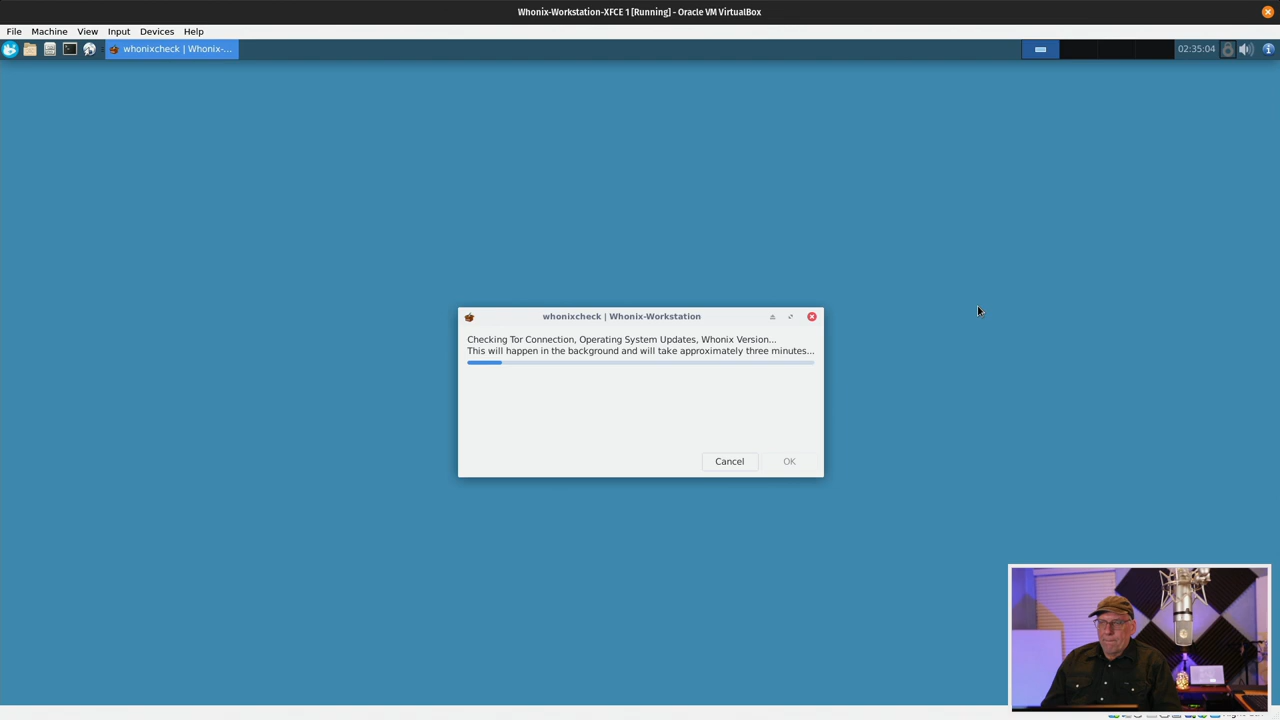 Whonix-Workstation-XFCE 1 [Running] - Oracle VM VirtualBox
File Machine View Input Devices Help
whonixcheck | Whonix-...
02:35:04
whonixcheck | Whonix-Workstation
Checking Tor Connection, Operating System Updates, Whonix Version...
This will happen in the background and will take approximately three minutes...
Cancel OK